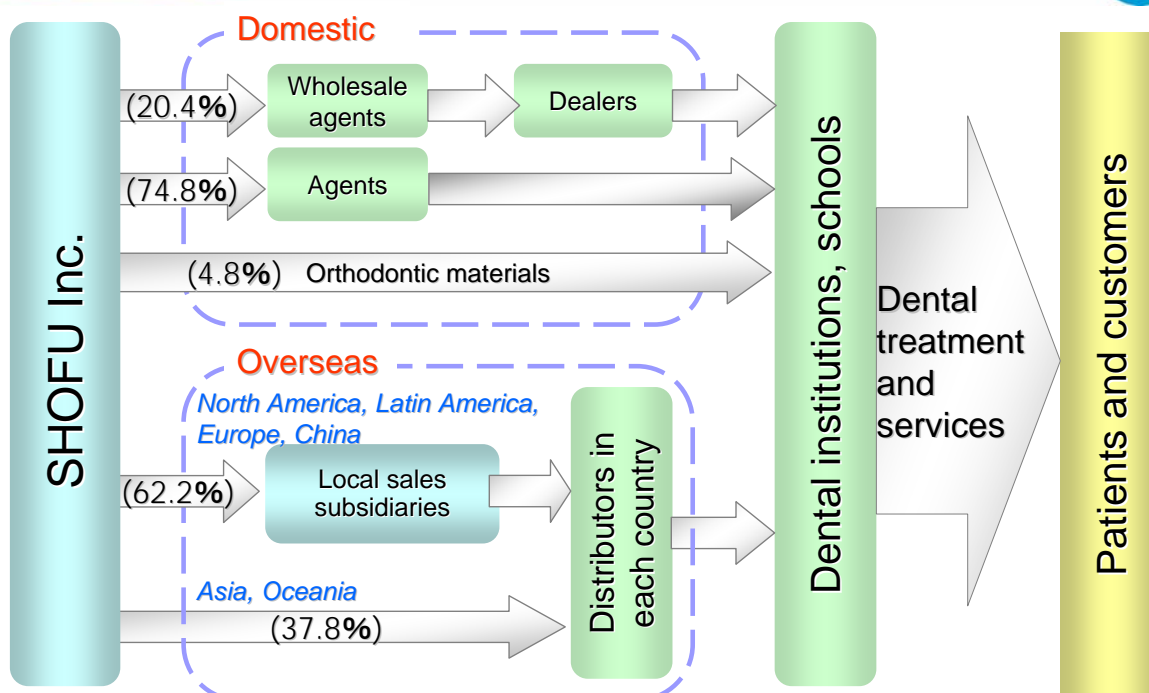 SHOFU Inc.
Domestic
(20.4%)
Wholesale
agents
Dealers
(74.8%)
Agents
(4.8%) Orthodontic materials
Overseas
North America, Latin America,
Europe, China
(62.2%)
Local sales
subsidiaries
Distributors in
each country
Asia, Oceania
(37.8%)
Dental institutions, schools
Dental
treatment
and
services
Patients and customers